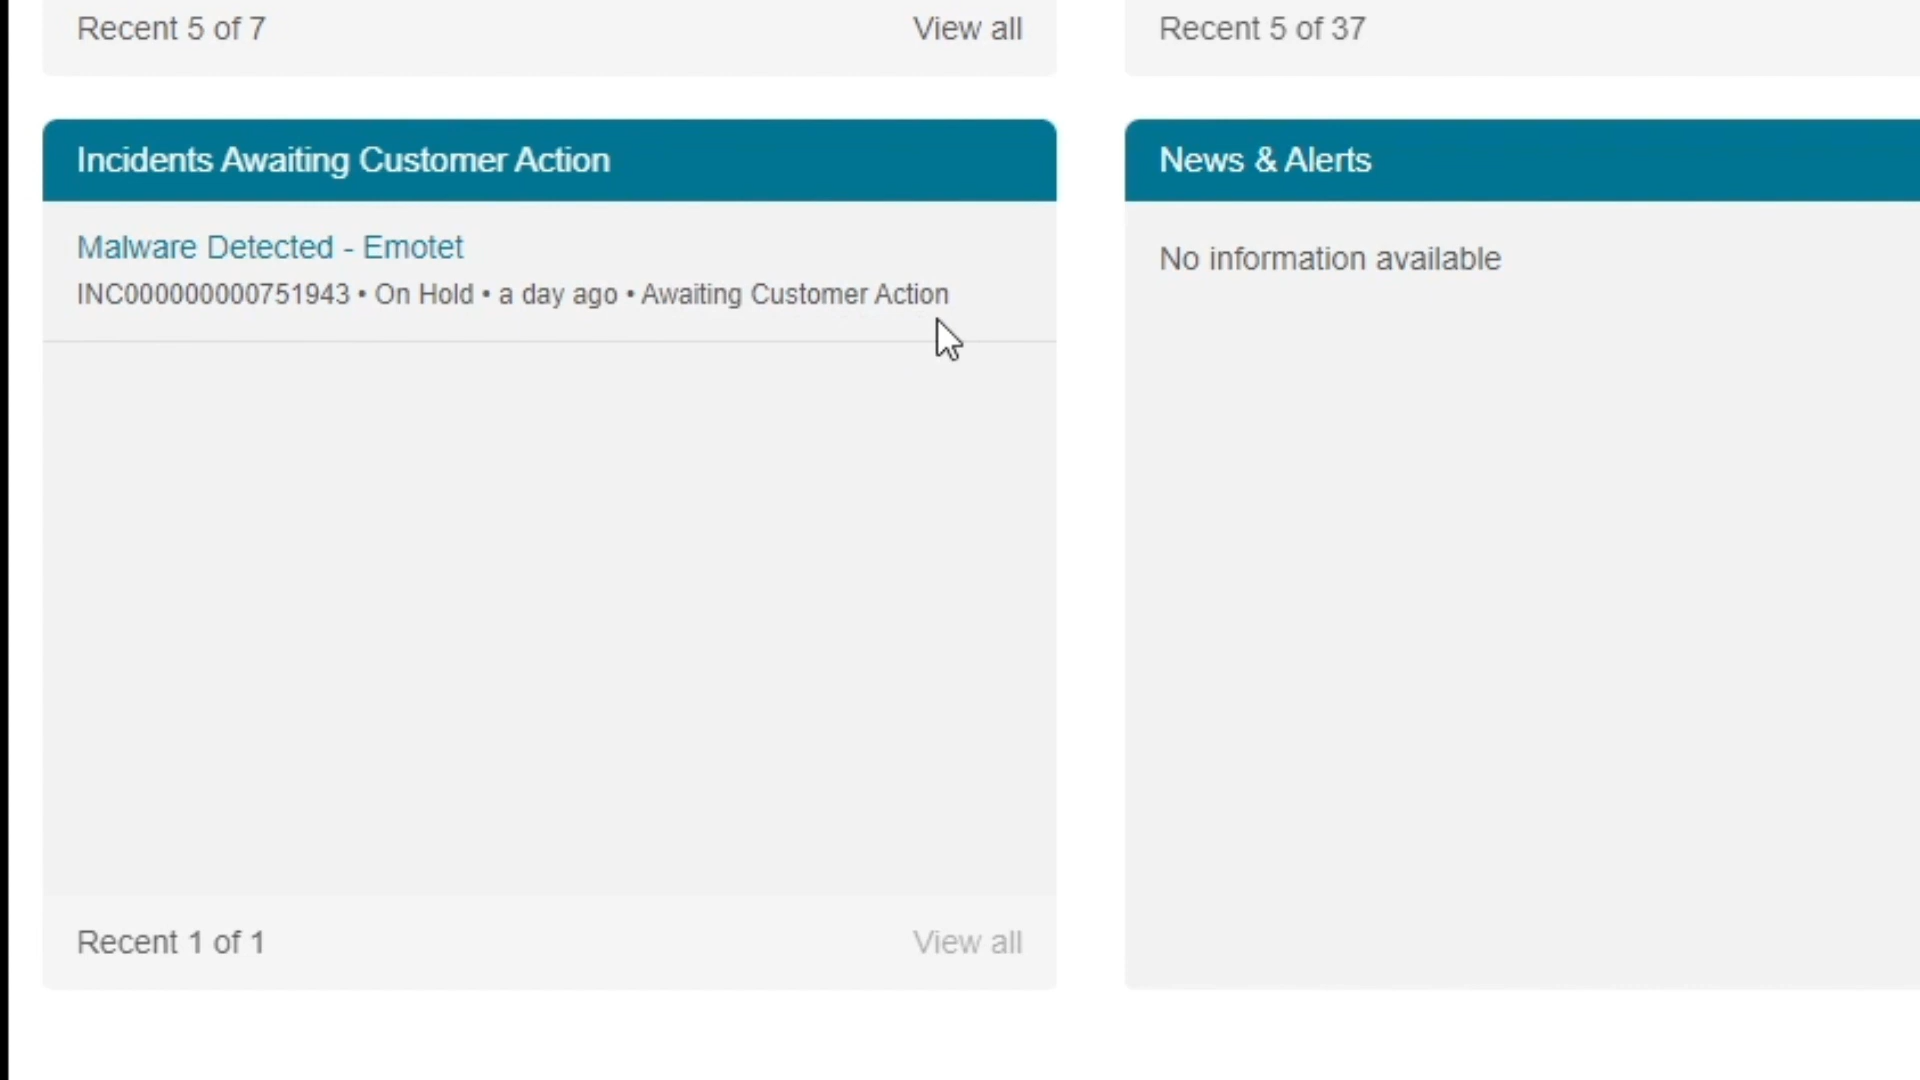 Recent 5 of 7 View all
Recent 5 of 37
Incidents Awaiting Customer Action
Malware Detected - Emotet
INC000000000751943 • On Hold • a day ago • Awaiting Customer Action
Recent 1 of 1 View all
News & Alerts
No information available